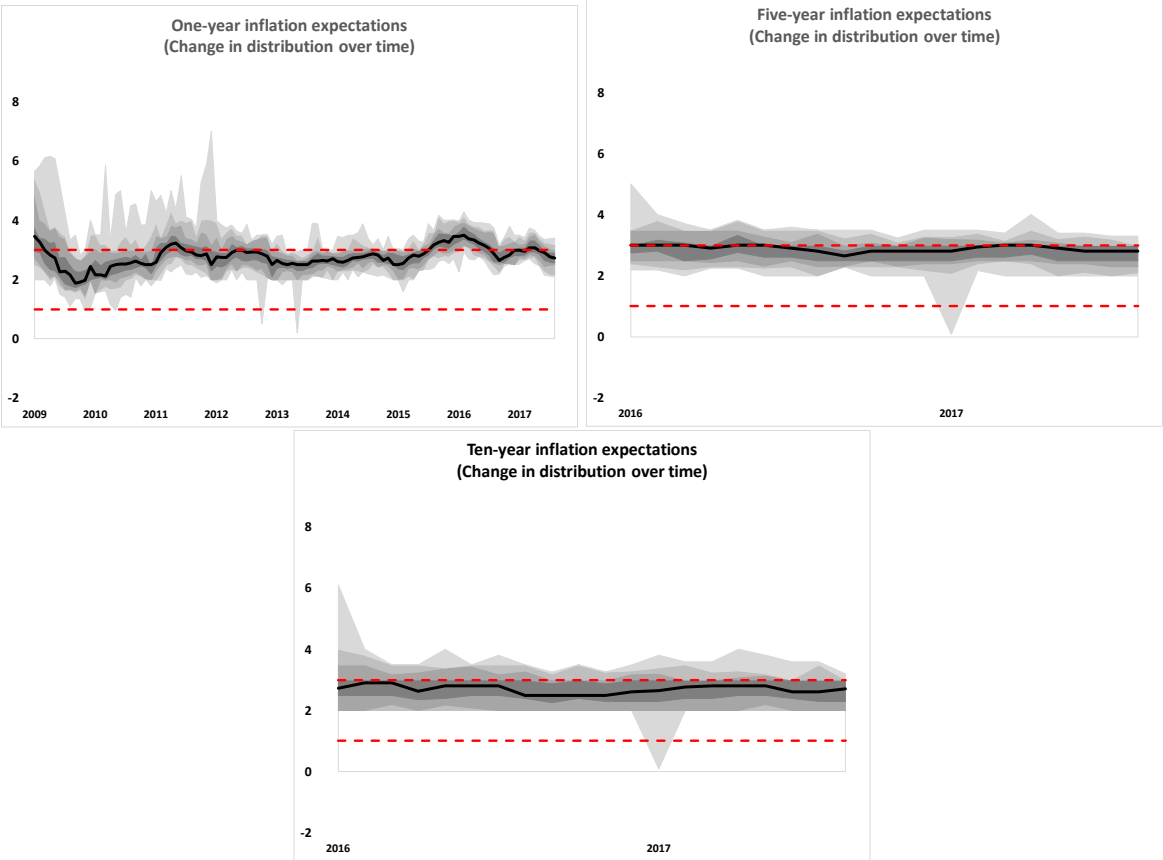 One-year inflation expectations
(Change in distribution over time)
8
6
4
2
0
-2
2009 2010 2011 2012 2013 2014 2015 2016 2017
Five-year inflation expectations
(Change in distribution over time)
8
6
4
2
0
-2
2016 2017
Ten-year inflation expectations
(Change in distribution over time)
8
6
4
2
0
-2
2016 2017